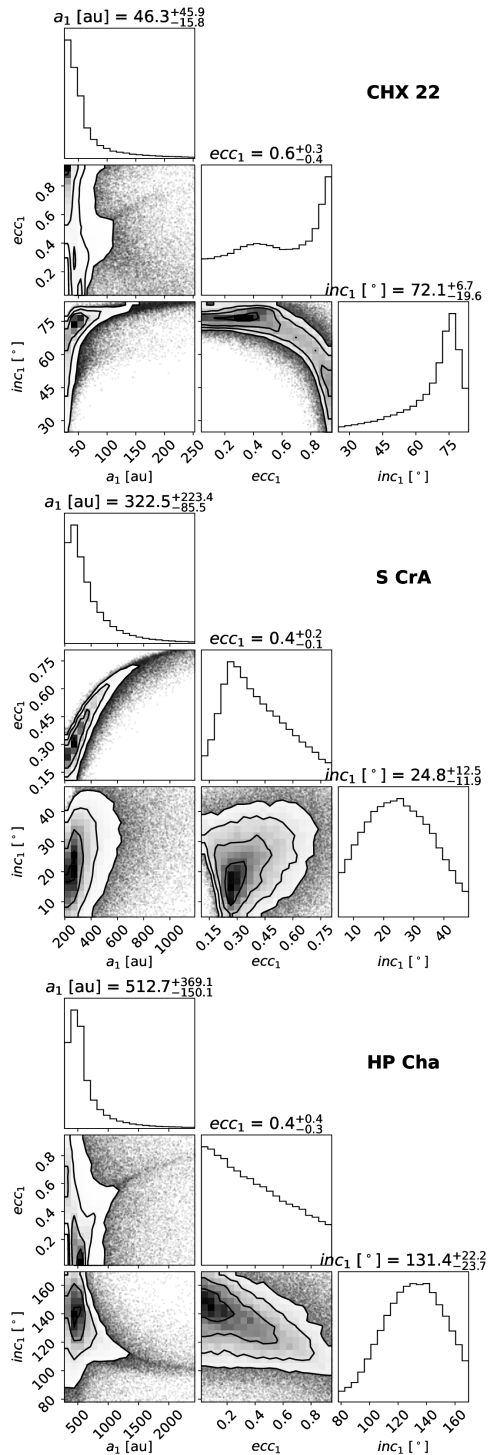 a₁ [au] = 46.3+45.9−15.8
CHX 22
ecc₁ = 0.6+0.3−0.4
ecc₁
0.8
0.6
0.4
0.2
inc₁ [°] = 72.1+6.7−19.6
inc₁ [°]
75
60
45
30
50 100 150 200 250
0.2 0.4 0.6 0.8
30 45 60 75
a₁ [au]
ecc₁
inc₁ [°]
a₁ [au] = 322.5+223.4−85.5
S CrA
ecc₁ = 0.4+0.2−0.1
ecc₁
0.75
0.60
0.45
0.30
0.15
inc₁ [°] = 24.8+12.5−11.9
inc₁ [°]
40
30
20
10
200 400 600 800 1000
0.15 0.30 0.45 0.60 0.75
10 20 30 40
a₁ [au]
ecc₁
inc₁ [°]
a₁ [au] = 512.7+369.1−150.1
HP Cha
ecc₁ = 0.4+0.4−0.3
ecc₁
0.8
0.6
0.4
0.2
inc₁ [°] = 131.4+22.2−23.7
inc₁ [°]
160
140
120
100
80
500 1000 1500 2000
0.2 0.4 0.6 0.8
80 100 120 140 160
a₁ [au]
ecc₁
inc₁ [°]